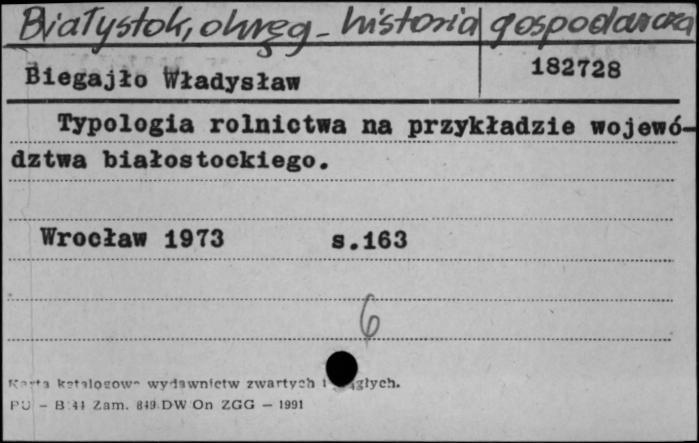 Białystok, okręg - historia gospodarcza
Biegajło Władysław 182728
Typologia rolnictwa na przykładzie wojewó-
dztwa białostockiego.
Wrocław 1973 s.163
6
Karta katalogowa wydawnictw zwartych i ciągłych.
PU - B 44 Zam. 849 DW On ZGG - 1991